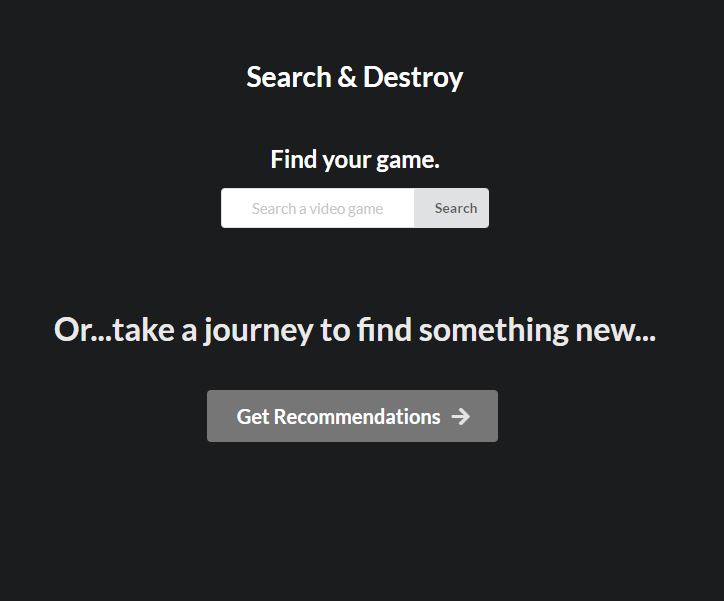 Search & Destroy
Find your game.
Search a video game
Search
Or...take a journey to find something new...
Get Recommendations